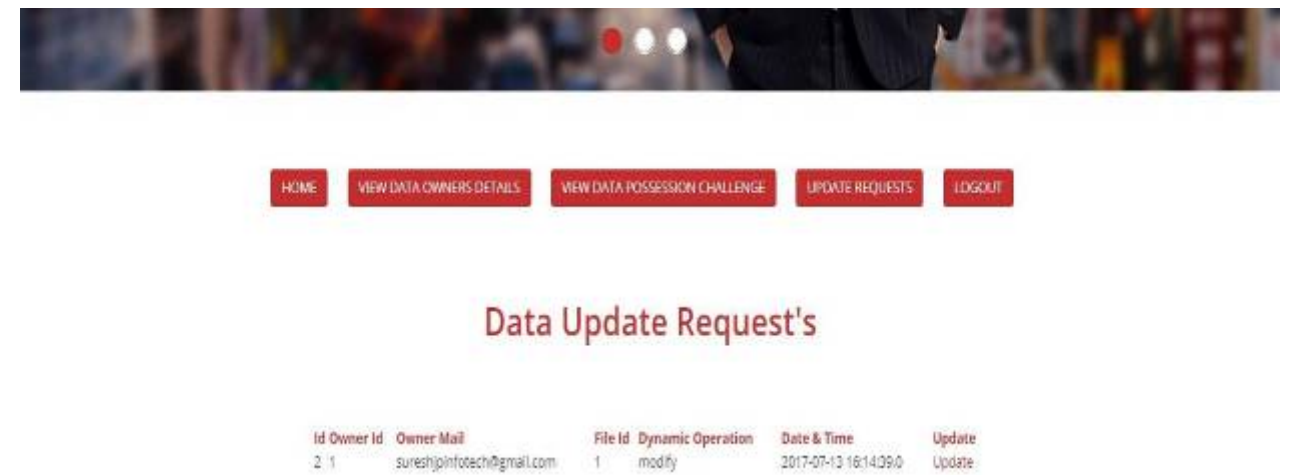 HOME VIEW DATA OWNERS DETAILS VIEW DATA POSSESSION CHALLENGE UPDATE REQUESTS LOGOUT
Data Update Request's
Id Owner Id Owner Mail File Id Dynamic Operation Date & Time Update
2 1 sureshjpinfotech@gmail.com 1 modify 2017-07-13 16:14:39.0 Update